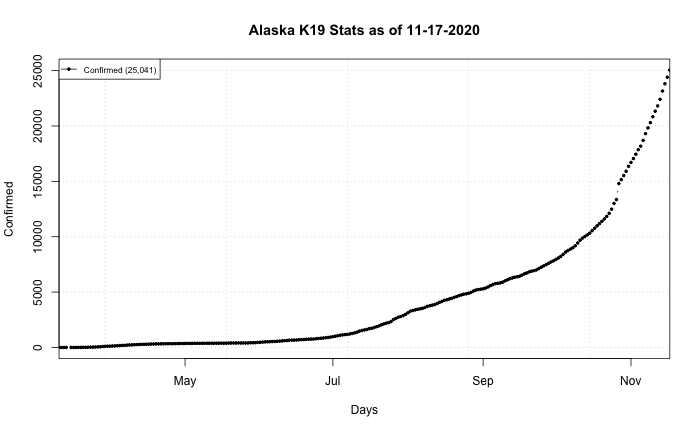 Alaska K19 Stats as of 11-17-2020
Confirmed (25,041)
25000
20000
15000
10000
5000
0
Confirmed
May Jul Sep Nov
Days